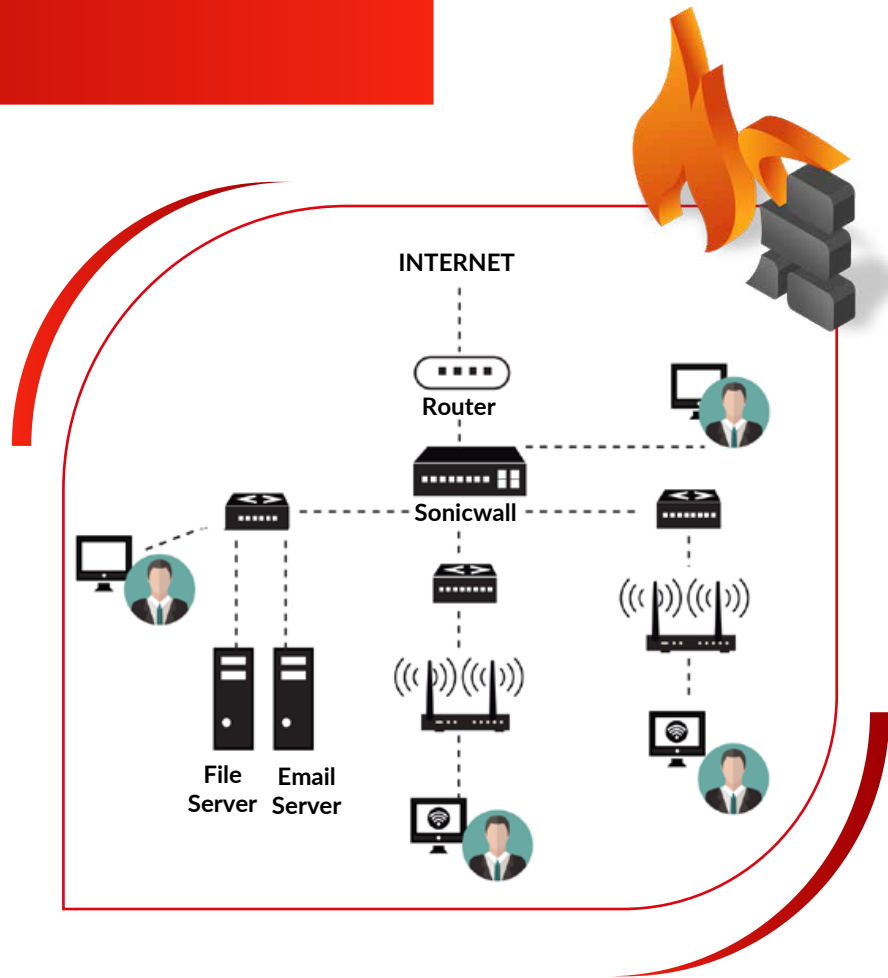 INTERNET
Router
Sonicwall
File
Server
Email
Server